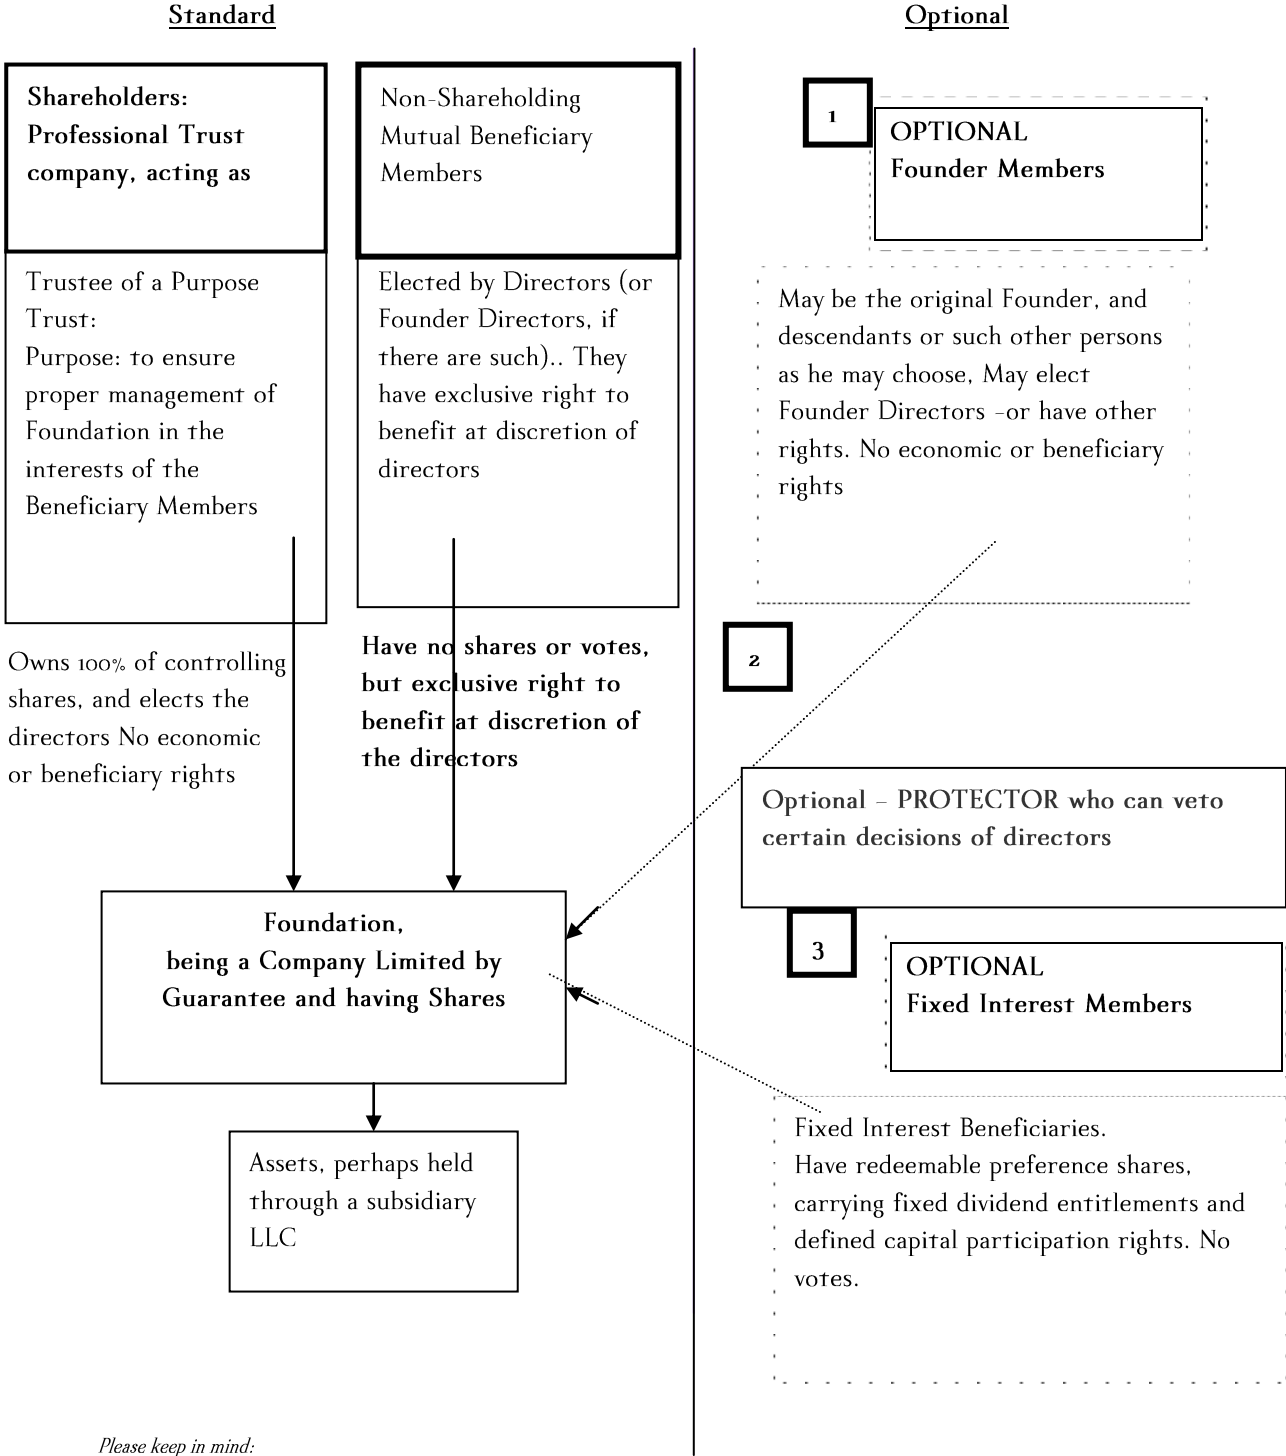 Standard
Shareholders:
Professional Trust
company, acting as
Trustee of a Purpose
Trust:
Purpose: to ensure
proper management of
Foundation in the
interests of the
Beneficiary Members
Owns 100% of controlling
shares, and elects the
directors No economic
or beneficiary rights
Non-Shareholding
Mutual Beneficiary
Members
Elected by Directors (or
Founder Directors, if
there are such).. They
have exclusive right to
benefit at discretion of
directors
Have no shares or votes,
but exclusive right to
benefit at discretion of
the directors
Foundation,
being a Company Limited by
Guarantee and having Shares
Assets, perhaps held
through a subsidiary
LLC
Please keep in mind:
Optional
1
OPTIONAL
Founder Members
May be the original Founder, and
descendants or such other persons
as he may choose, May elect
Founder Directors -or have other
rights. No economic or beneficiary
rights
2
Optional – PROTECTOR who can veto
certain decisions of directors
3
OPTIONAL
Fixed Interest Members
Fixed Interest Beneficiaries.
Have redeemable preference shares,
carrying fixed dividend entitlements and
defined capital participation rights. No
votes.